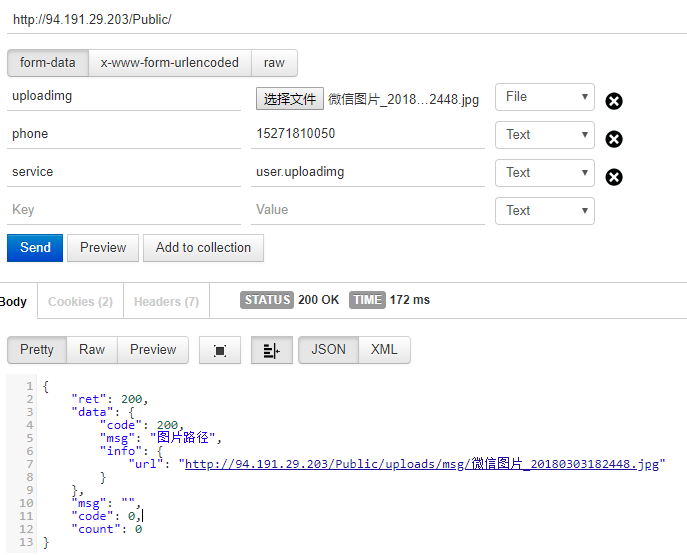 http://94.191.29.203/Public/
form-data x-www-form-urlencoded raw
uploadimg 选择文件 微信图片_2018...2448.jpg File
phone 15271810050 Text
service user.uploadimg Text
Key Value Text
Send Preview Add to collection
Body Cookies (2) Headers (7) STATUS 200 OK TIME 172 ms
Pretty Raw Preview JSON XML
1 {
2 "ret": 200,
3 "data": {
4 "code": 200,
5 "msg": "图片路径",
6 "info": {
7 "url": "http://94.191.29.203/Public/uploads/msg/微信图片_20180303182448.jpg"
8 }
9 },
10 "msg": "",
11 "code": 0,
12 "count": 0
13 }